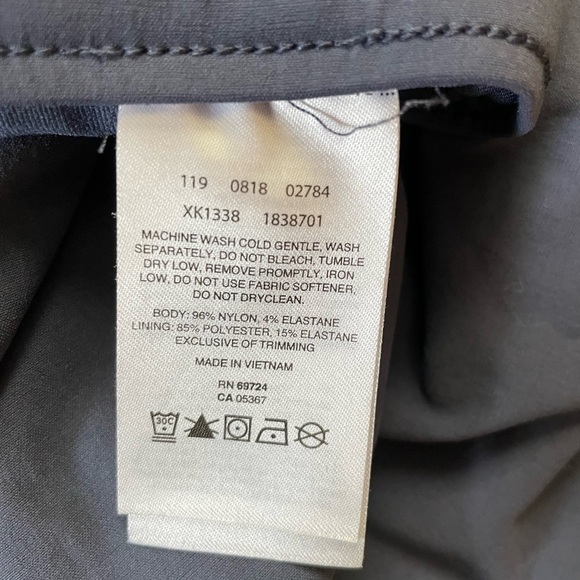 119 0818 02784
XK1338 1838701
MACHINE WASH COLD GENTLE, WASH
SEPARATELY, DO NOT BLEACH, TUMBLE
DRY LOW, REMOVE PROMPTLY, IRON
LOW, DO NOT USE FABRIC SOFTENER,
DO NOT DRYCLEAN.
BODY: 96% NYLON, 4% ELASTANE
LINING: 85% POLYESTER, 15% ELASTANE
EXCLUSIVE OF TRIMMING
MADE IN VIETNAM
RN 69724
CA 05367
30C